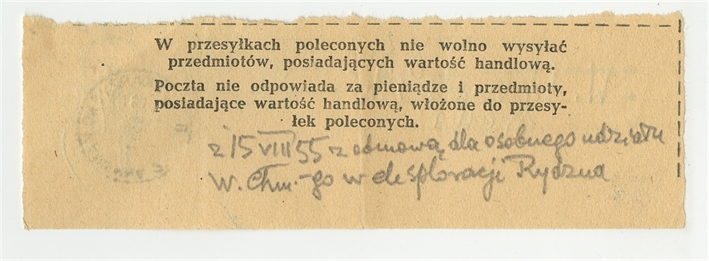 W przesyłkach poleconych nie wolno wysyłać
przedmiotów, posiadających wartość handlową.
Poczta nie odpowiada za pieniądze i przedmioty,
posiadające wartość handlową, włożone do przesy-
łek poleconych.
z 15 VIII 55 z odmową dla osobnego udziału
W. Chm.-go w eksploracji Rydzna